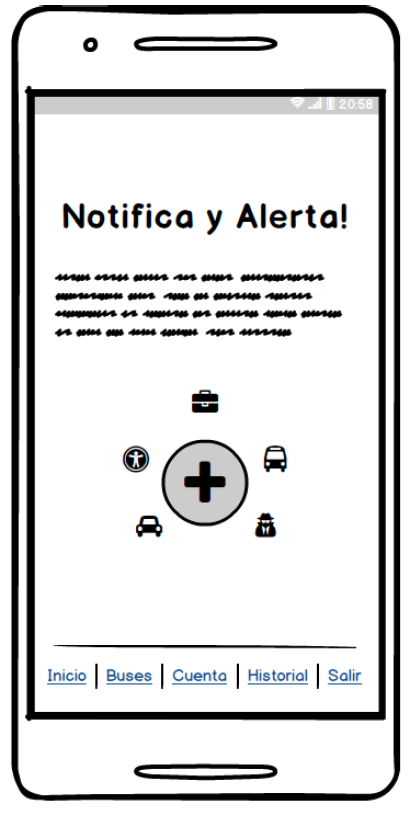 20:58
Notifica y Alerta!
Inicio | Buses | Cuenta | Historial | Salir